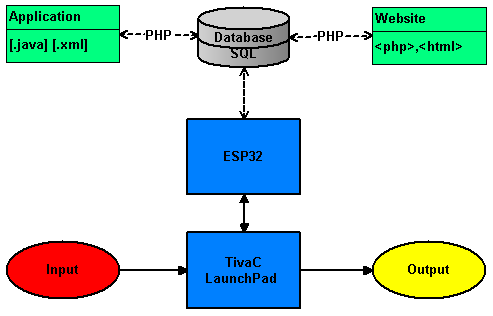 Application
[.java] [.xml]
PHP
Database
SQL
PHP
Website
<php>,<html>
ESP32
Input
TivaC
LaunchPad
Output